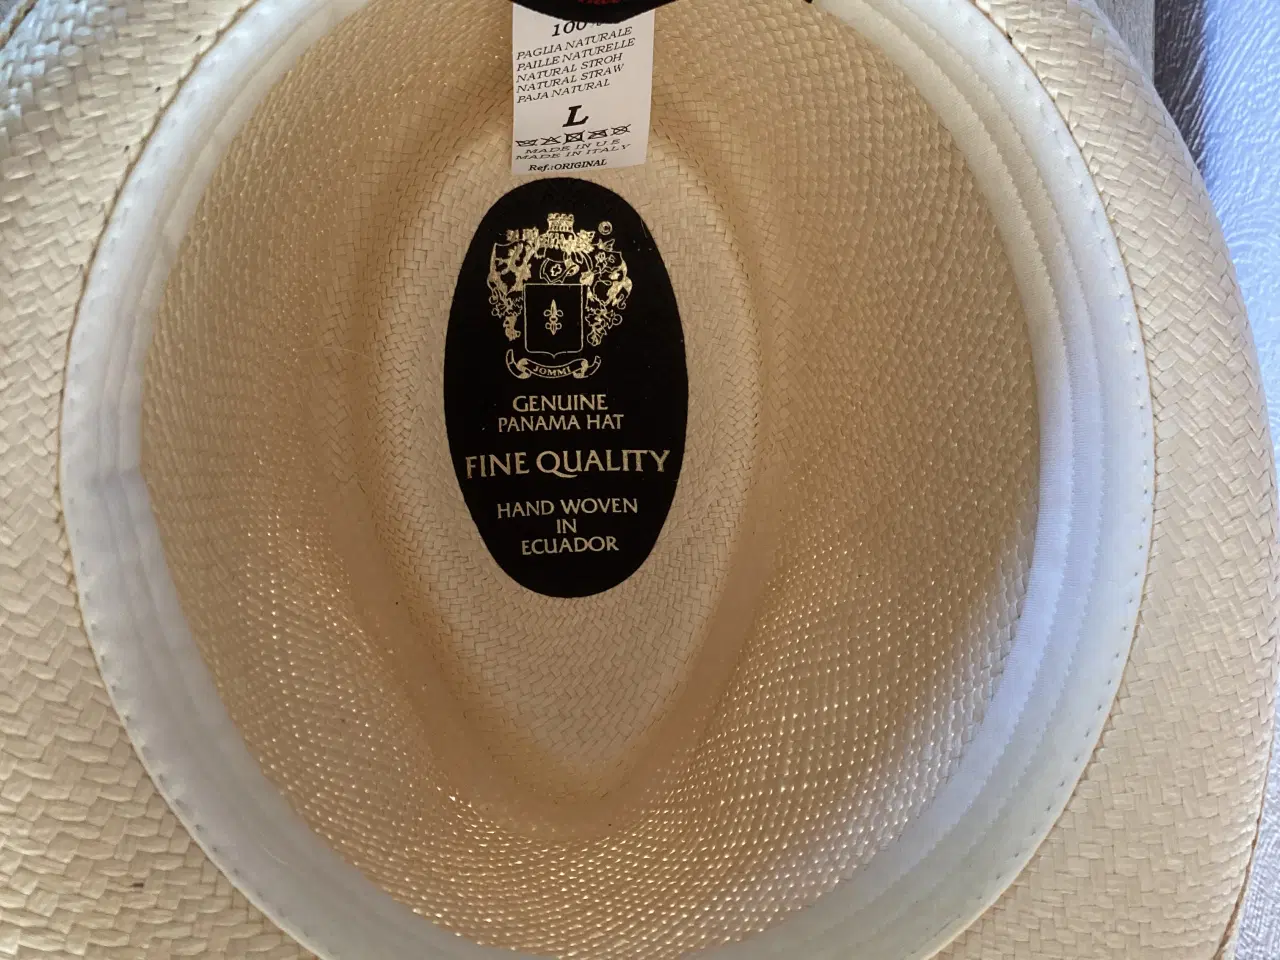 100%
PAGLIA NATURALE
PAILLE NATURELLE
NATURAL STROH
NATURAL STRAW
PAJA NATURAL
L
MADE IN U E
MADE IN ITALY
Ref.:ORIGINAL
©
JOMMI
GENUINE
PANAMA HAT
FINE QUALITY
HAND WOVEN
IN
ECUADOR